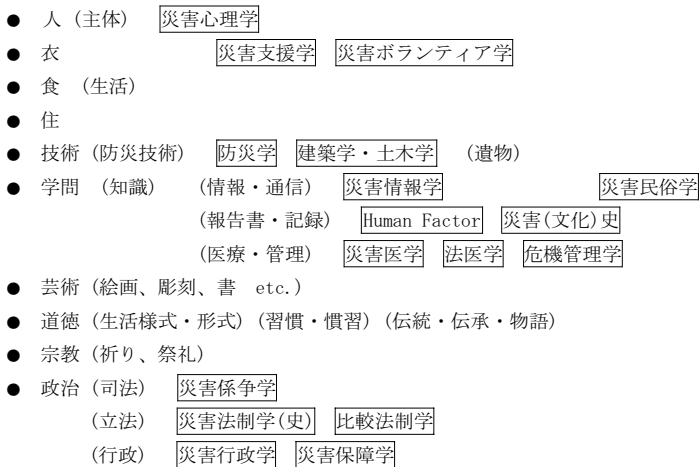 ● 人（主体） 災害心理学
● 衣 災害支援学 災害ボランティア学
● 食 （生活）
● 住
● 技術（防災技術） 防災学 建築学・土木学 （遺物）
● 学問 （知識） （情報・通信） 災害情報学 災害民俗学
（報告書・記録） Human Factor 災害(文化)史
（医療・管理） 災害医学 法医学 危機管理学
● 芸術（絵画、彫刻、書 etc.）
● 道徳（生活様式・形式）（習慣・慣習）（伝統・伝承・物語）
● 宗教（祈り、祭礼）
● 政治（司法） 災害係争学
（立法） 災害法制学(史) 比較法制学
（行政） 災害行政学 災害保障学